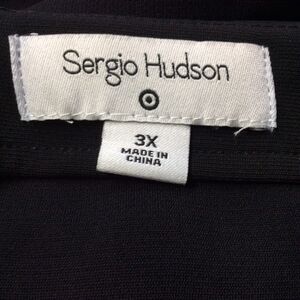 Sergio Hudson
3X
MADE IN
CHINA